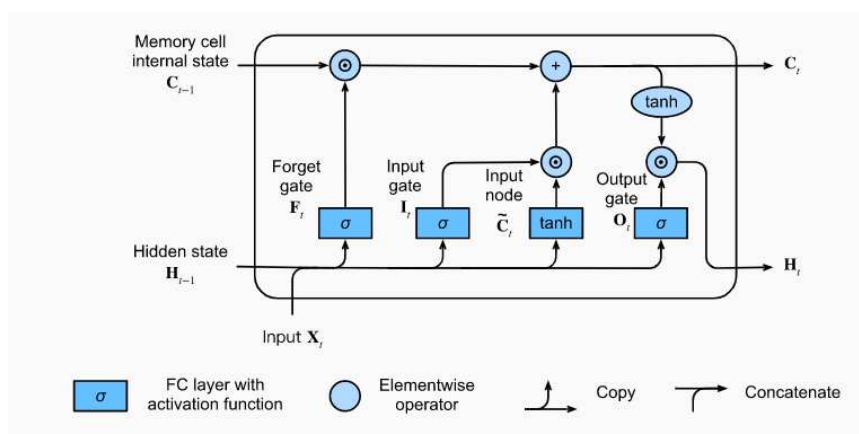 Memory cell
internal state
C_{t-1}
C_t
tanh
Forget
gate
F_t
Input
gate
I_t
Input
node
C̃_t
Output
gate
O_t
σ
σ
tanh
σ
Hidden state
H_{t-1}
H_t
Input X_t
σ
FC layer with
activation function
Elementwise
operator
Copy
Concatenate